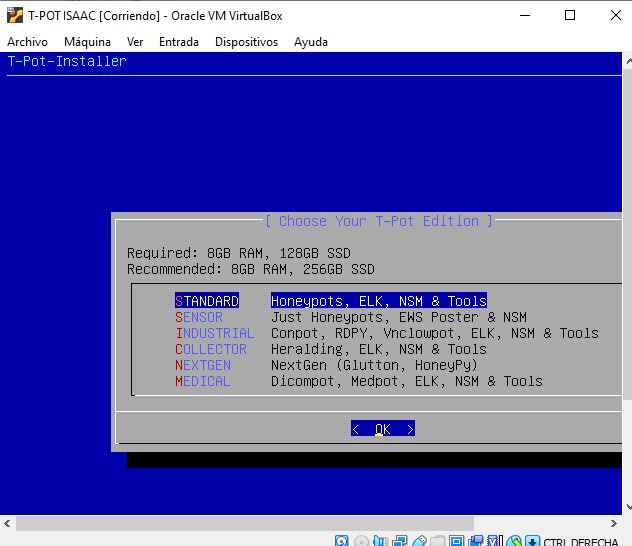 T-POT ISAAC [Corriendo] - Oracle VM VirtualBox
Archivo Máquina Ver Entrada Dispositivos Ayuda
T-Pot-Installer
[ Choose Your T-Pot Edition ]
Required: 8GB RAM, 128GB SSD
Recommended: 8GB RAM, 256GB SSD
STANDARD Honeypots, ELK, NSM & Tools
SENSOR Just Honeypots, EWS Poster & NSM
INDUSTRIAL Conpot, RDPY, Vnclowpot, ELK, NSM & Tools
COLLECTOR Heralding, ELK, NSM & Tools
NEXTGEN NextGen (Glutton, HoneyPy)
MEDICAL Dicompot, Medpot, ELK, NSM & Tools
< OK >
CTRL DERECHA